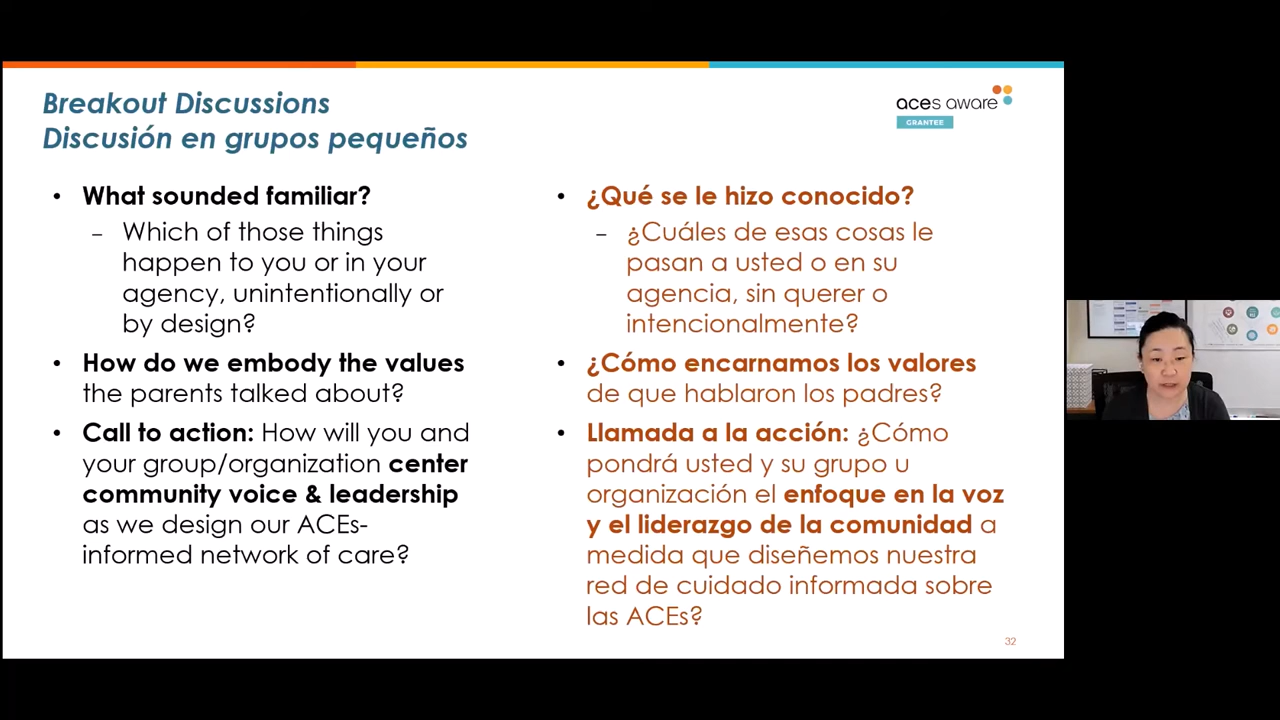 Breakout Discussions
Discusión en grupos pequeños
aces aware
GRANTEE
• What sounded familiar?
– Which of those things
happen to you or in your
agency, unintentionally or
by design?
• How do we embody the values
the parents talked about?
• Call to action: How will you and
your group/organization center
community voice & leadership
as we design our ACEs-
informed network of care?
• ¿Qué se le hizo conocido?
– ¿Cuáles de esas cosas le
pasan a usted o en su
agencia, sin querer o
intencionalmente?
• ¿Cómo encarnamos los valores
de que hablaron los padres?
• Llamada a la acción: ¿Cómo
pondrá usted y su grupo u
organización el enfoque en la voz
y el liderazgo de la comunidad a
medida que diseñemos nuestra
red de cuidado informada sobre
las ACEs?
32